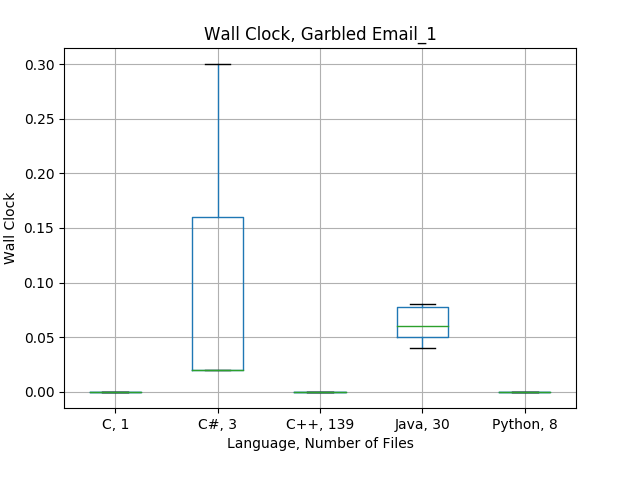 Wall Clock, Garbled Email_1
0.30
0.25
0.20
0.15
0.10
0.05
0.00
Wall Clock
C, 1
C#, 3
C++, 139
Java, 30
Python, 8
Language, Number of Files